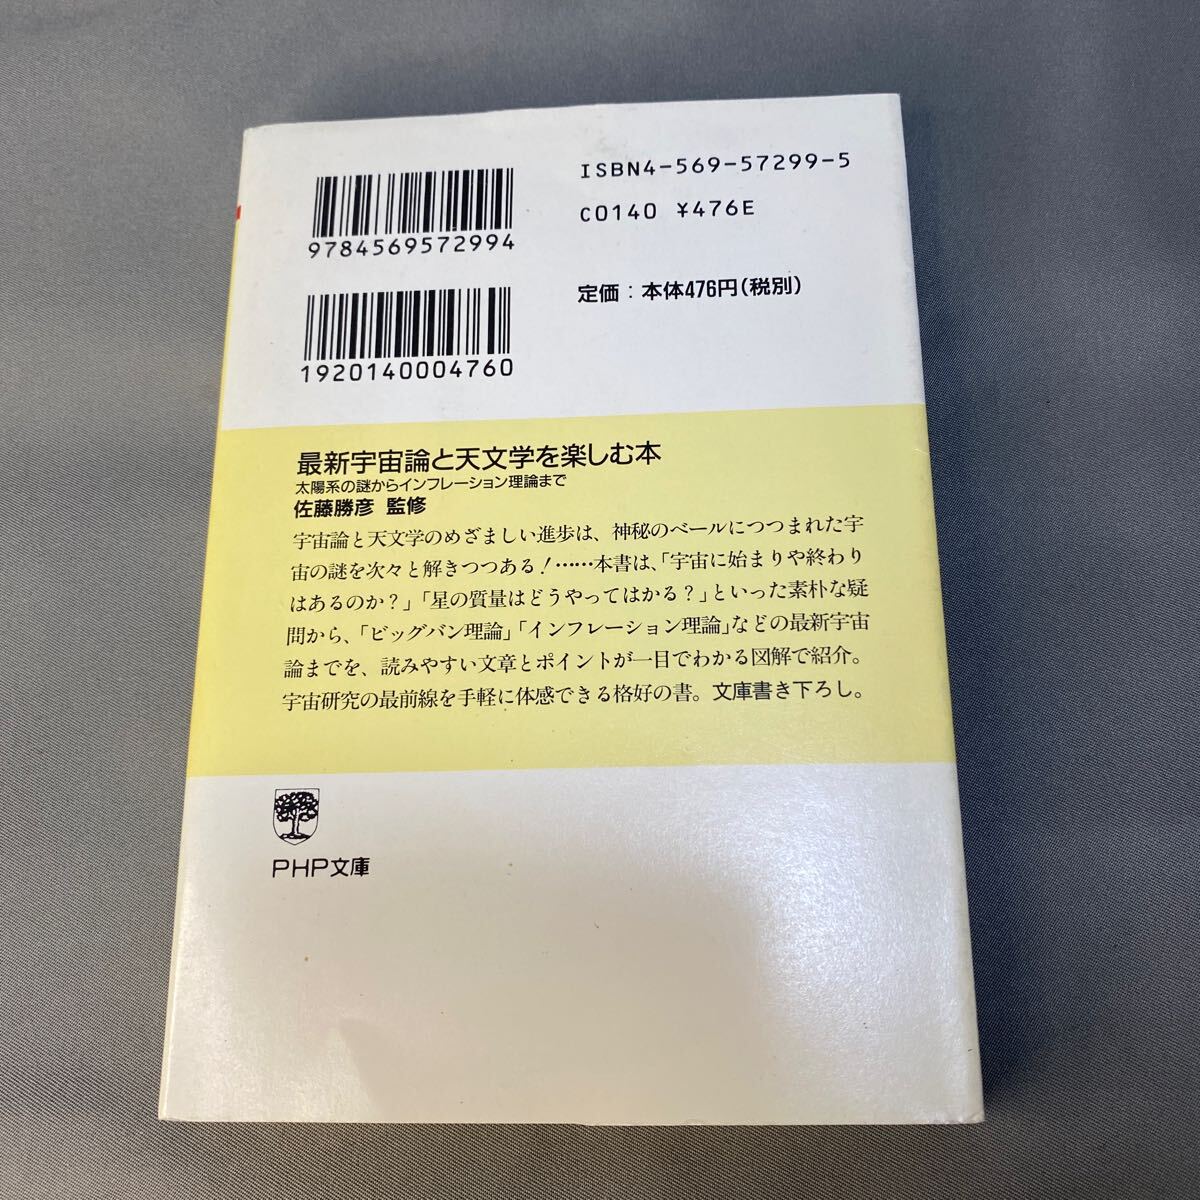 ISBN4-569-57299-5
C0140 ¥476E
9784569572994
定価：本体476円(税別)
1920140004760
最新宇宙論と天文学を楽しむ本
太陽系の謎からインフレーション理論まで
佐藤勝彦 監修
宇宙論と天文学のめざましい進歩は、神秘のベールにつつまれた宇
宙の謎を次々と解きつつある！……本書は、「宇宙に始まりや終わり
はあるのか？」「星の質量はどうやってはかる？」といった素朴な疑
問から、「ビッグバン理論」「インフレーション理論」などの最新宇宙
論までを、読みやすい文章とポイントが一目でわかる図解で紹介。
宇宙研究の最前線を手軽に体感できる格好の書。文庫書き下ろし。
PHP文庫